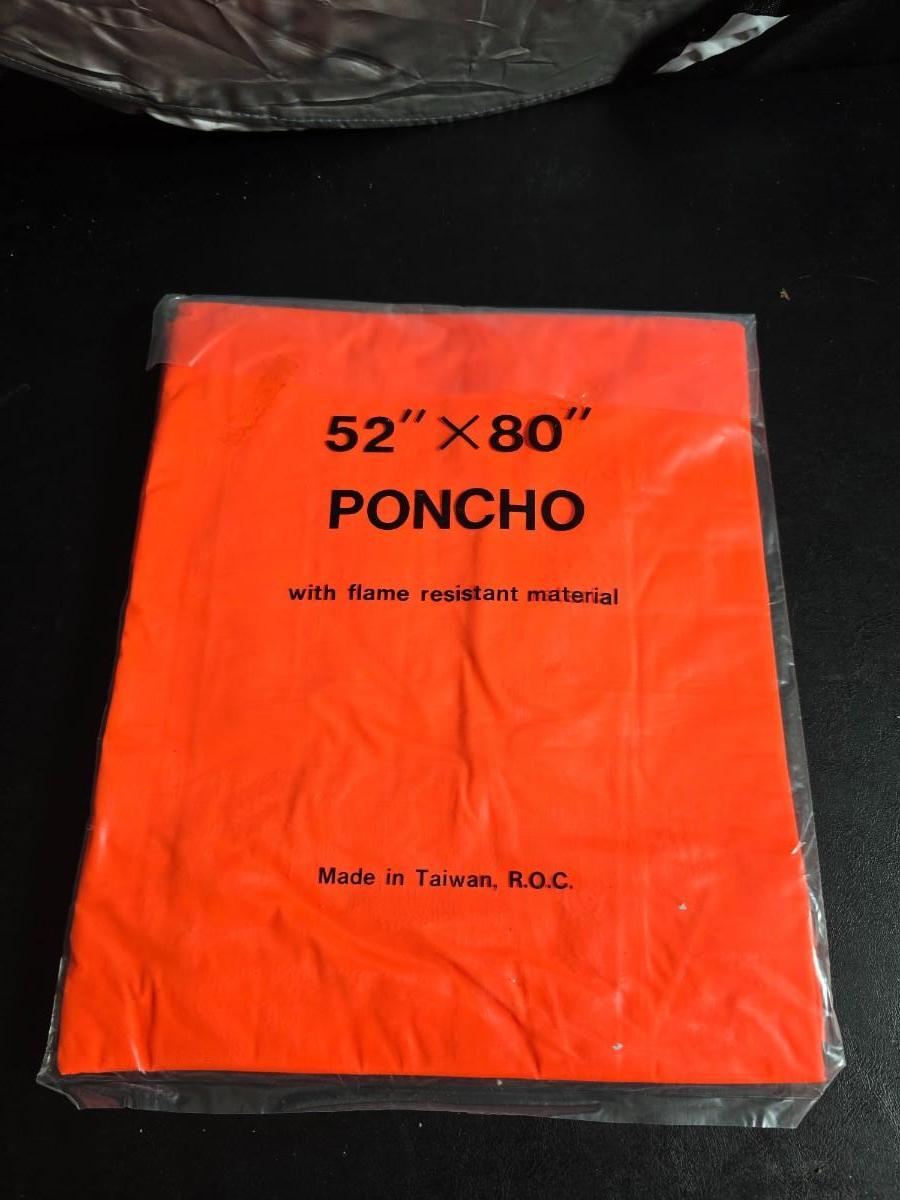 52″×80″
PONCHO
with flame resistant material
Made in Taiwan, R.O.C.